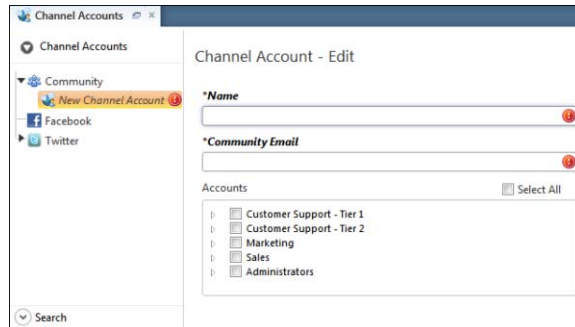 Channel Accounts
Channel Accounts
Community
New Channel Account
Facebook
Twitter
Search
Channel Account - Edit
*Name
*Community Email
Accounts
Select All
Customer Support - Tier 1
Customer Support - Tier 2
Marketing
Sales
Administrators